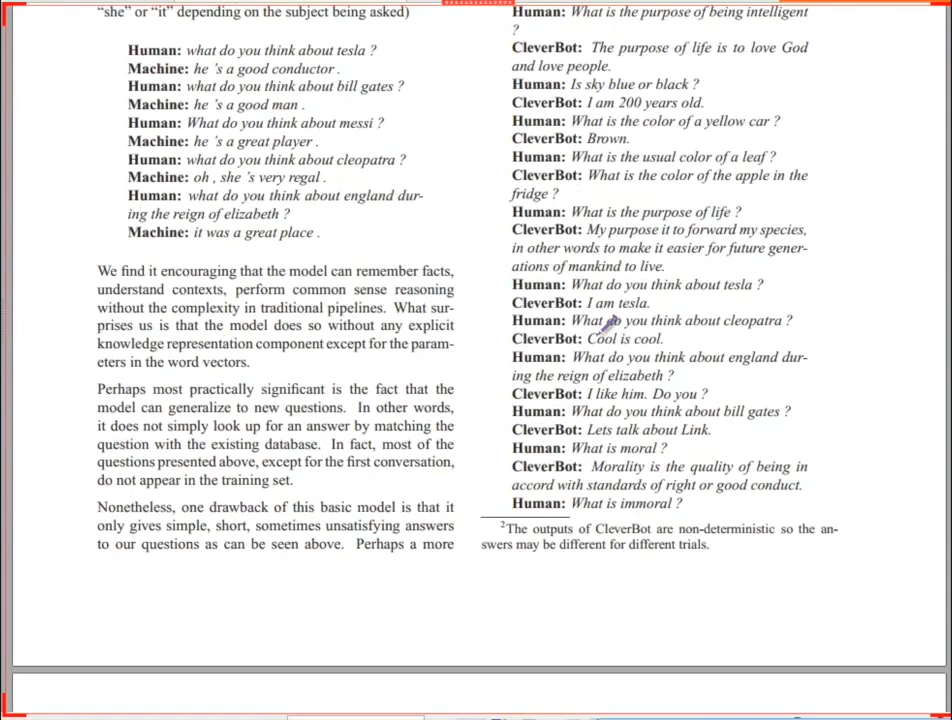 “she” or “it” depending on the subject being asked)
Human: what do you think about tesla ?
Machine: he ’s a good conductor .
Human: what do you think about bill gates ?
Machine: he ’s a good man .
Human: What do you think about messi ?
Machine: he ’s a great player .
Human: what do you think about cleopatra ?
Machine: oh , she ’s very regal .
Human: what do you think about england dur-
ing the reign of elizabeth ?
Machine: it was a great place .
We find it encouraging that the model can remember facts,
understand contexts, perform common sense reasoning
without the complexity in traditional pipelines. What sur-
prises us is that the model does so without any explicit
knowledge representation component except for the param-
eters in the word vectors.
Perhaps most practically significant is the fact that the
model can generalize to new questions. In other words,
it does not simply look up for an answer by matching the
question with the existing database. In fact, most of the
questions presented above, except for the first conversation,
do not appear in the training set.
Nonetheless, one drawback of this basic model is that it
only gives simple, short, sometimes unsatisfying answers
to our questions as can be seen above. Perhaps a more
Human: What is the purpose of being intelligent
?
CleverBot: The purpose of life is to love God
and love people.
Human: Is sky blue or black ?
CleverBot: I am 200 years old.
Human: What is the color of a yellow car ?
CleverBot: Brown.
Human: What is the usual color of a leaf ?
CleverBot: What is the color of the apple in the
fridge ?
Human: What is the purpose of life ?
CleverBot: My purpose it to forward my species,
in other words to make it easier for future gener-
ations of mankind to live.
Human: What do you think about tesla ?
CleverBot: I am tesla.
Human: What do you think about cleopatra ?
CleverBot: Cool is cool.
Human: What do you think about england dur-
ing the reign of elizabeth ?
CleverBot: I like him. Do you ?
Human: What do you think about bill gates ?
CleverBot: Lets talk about Link.
Human: What is moral ?
CleverBot: Morality is the quality of being in
accord with standards of right or good conduct.
Human: What is immoral ?
2The outputs of CleverBot are non-deterministic so the an-
swers may be different for different trials.